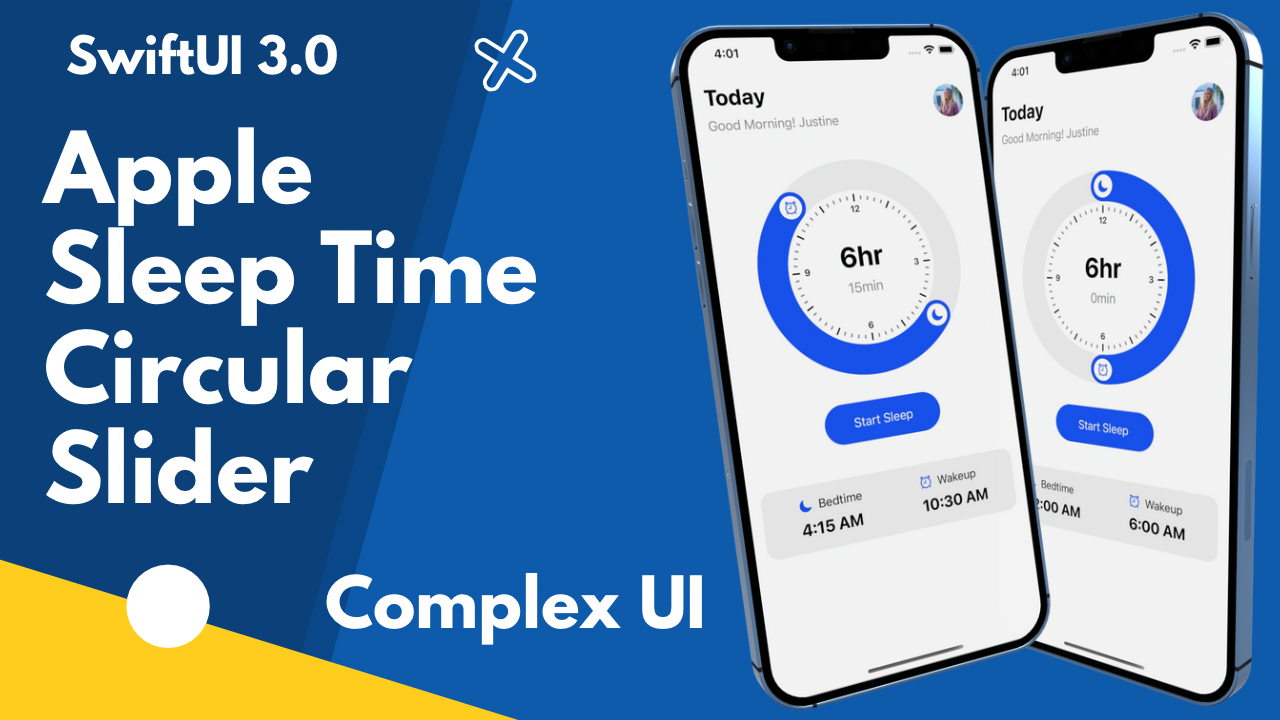 SwiftUI 3.0
Apple
Sleep Time
Circular
Slider
Complex UI
4:01
Today
Good Morning! Justine
12
3
6
9
6hr
15min
Start Sleep
Bedtime
4:15 AM
Wakeup
10:30 AM
4:01
Today
Good Morning! Justine
12
3
6
9
6hr
0min
Start Sleep
Bedtime
:00 AM
Wakeup
6:00 AM